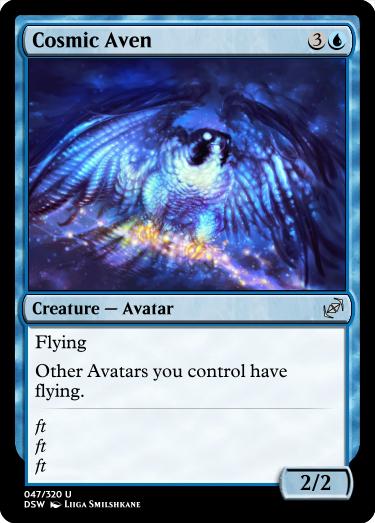 Cosmic Aven 3
Creature — Avatar
Flying
Other Avatars you control have
flying.
ft
ft
ft
2/2
047/320 U
DSW Liiga Smilshkane